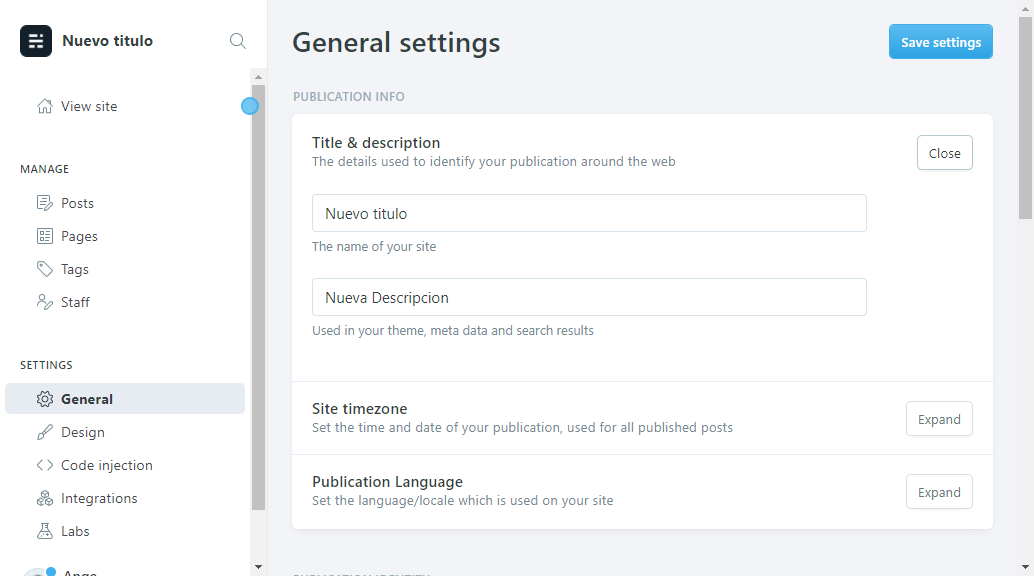 Nuevo titulo
View site
MANAGE
Posts
Pages
Tags
Staff
SETTINGS
General
Design
Code injection
Integrations
Labs
Ange
General settings
Save settings
PUBLICATION INFO
Title & description
The details used to identify your publication around the web
Close
Nuevo titulo
The name of your site
Nueva Descripcion
Used in your theme, meta data and search results
Site timezone
Set the time and date of your publication, used for all published posts
Expand
Publication Language
Set the language/locale which is used on your site
Expand
PUBLICATION IDENTITY